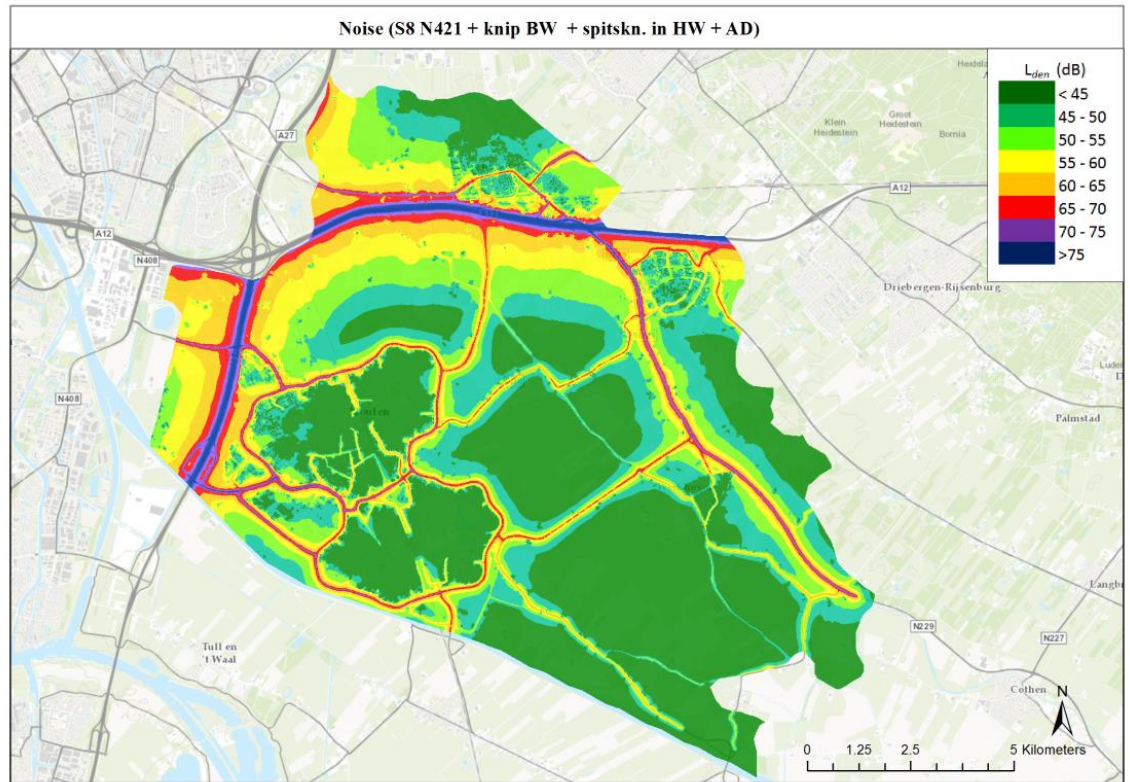 Noise (S8 N421 + knip BW + spitskn. in HW + AD)
Lden (dB)
< 45
45 - 50
50 - 55
55 - 60
60 - 65
65 - 70
70 - 75
>75
Klein
Heidestein
Groot
Heidestein
Bornia
A27
A12
A12
N408
Driebergen-Rijsenburg
N408
Palmstad
Tull en
't Waal
N229
N227
Cothen
N
0 1.25 2.5 5 Kilometers